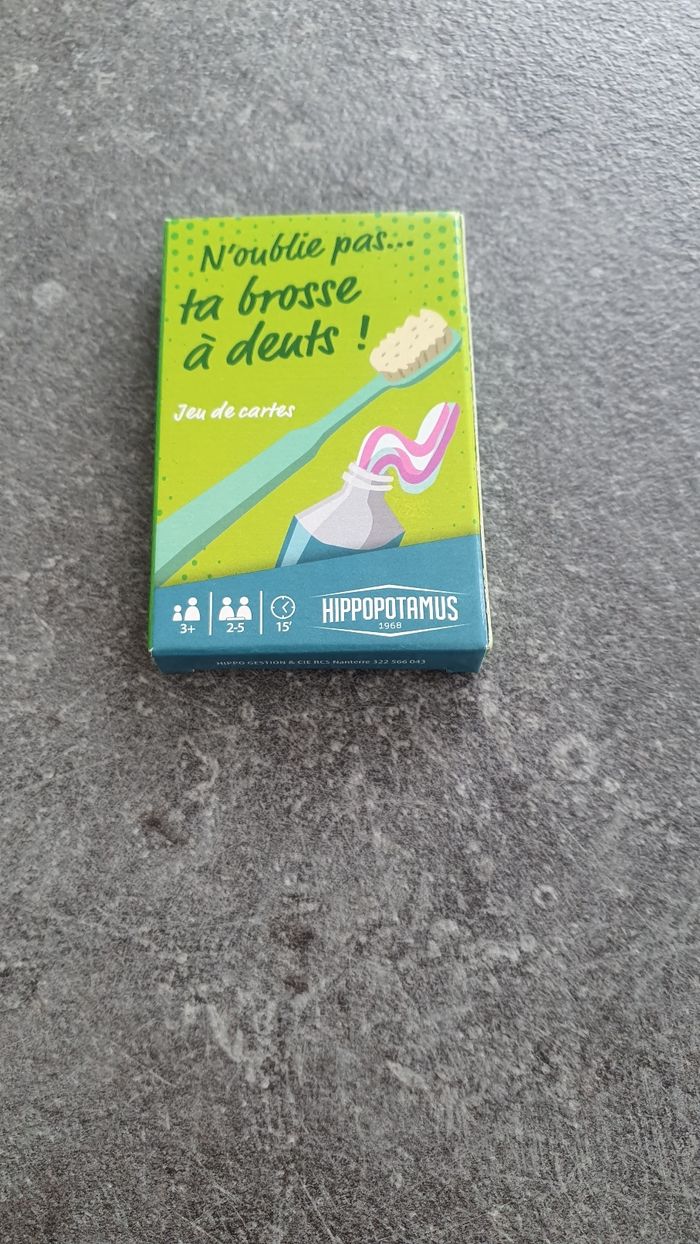 N'oublie pas...
ta brosse
à dents !
Jeu de cartes
3+ 2-5 15'
HIPPOPOTAMUS
1968
HIPPO GESTION & CIE RCS Nanterre 322 566 043